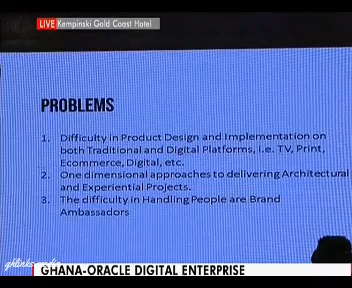 LIVE Kempinski Gold Coast Hotel
PROBLEMS
1. Difficulty in Product Design and Implementation on
both Traditional and Digital Platforms, i.e. TV, Print,
Ecommerce, Digital, etc.
2. One dimensional approaches to delivering Architectural
and Experiential Projects.
3. The difficulty in Handling People are Brand
Ambassadors
GHANA-ORACLE DIGITAL ENTERPRISE